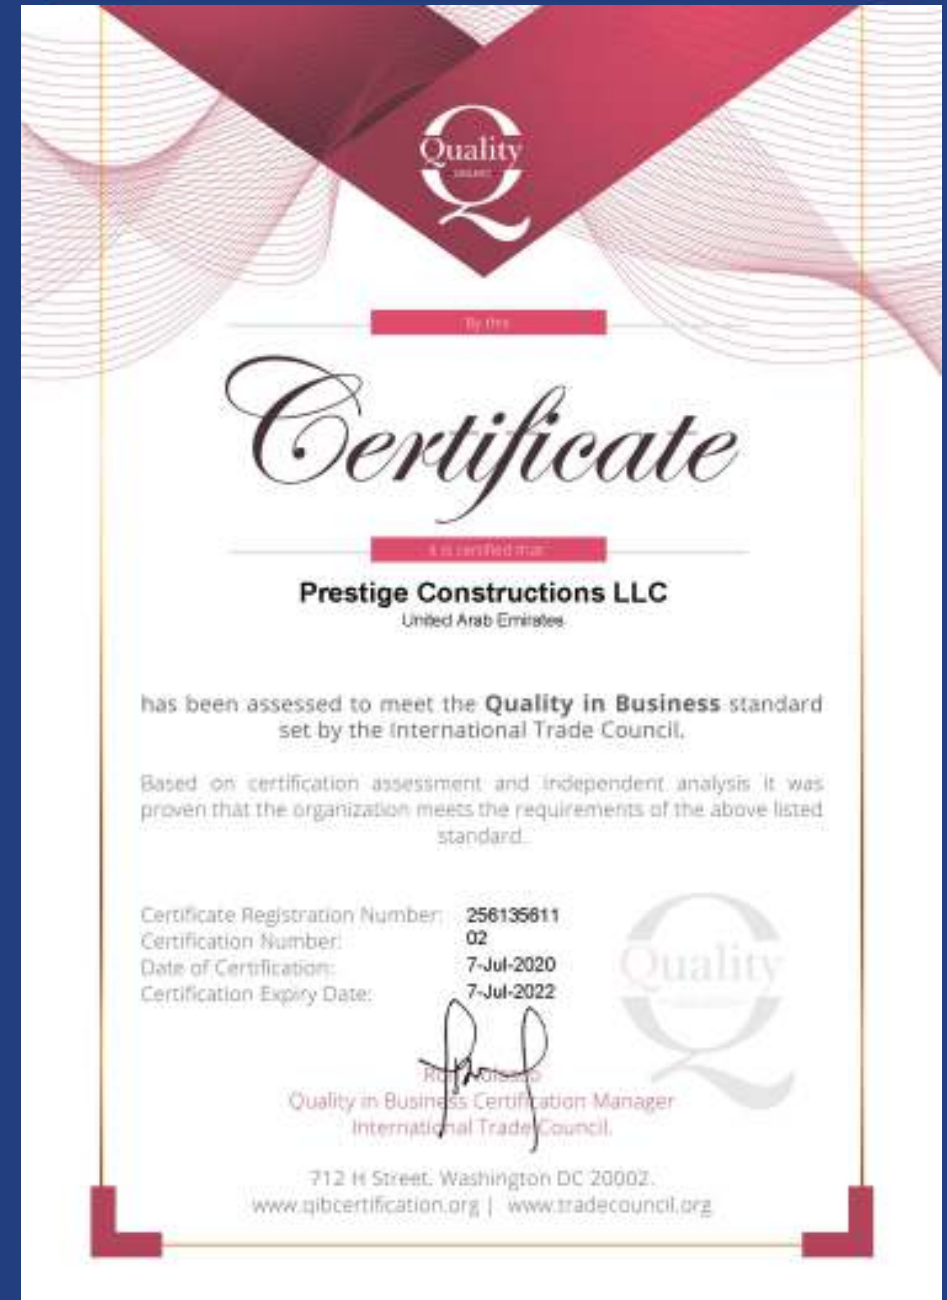 Quality
By this
Certificate
it is certified that
Prestige Constructions LLC
United Arab Emirates
has been assessed to meet the Quality in Business standard
set by the International Trade Council.
Based on certification assessment and independent analysis it was
proven that the organization meets the requirements of the above listed
standard.
Certificate Registration Number: 256135611
Certification Number: 02
Date of Certification: 7-Jul-2020
Certification Expiry Date: 7-Jul-2022
Quality
Quality in Business Certification Manager
International Trade Council.
712 H Street, Washington DC 20002.
www.qibcertification.org | www.tradecouncil.org